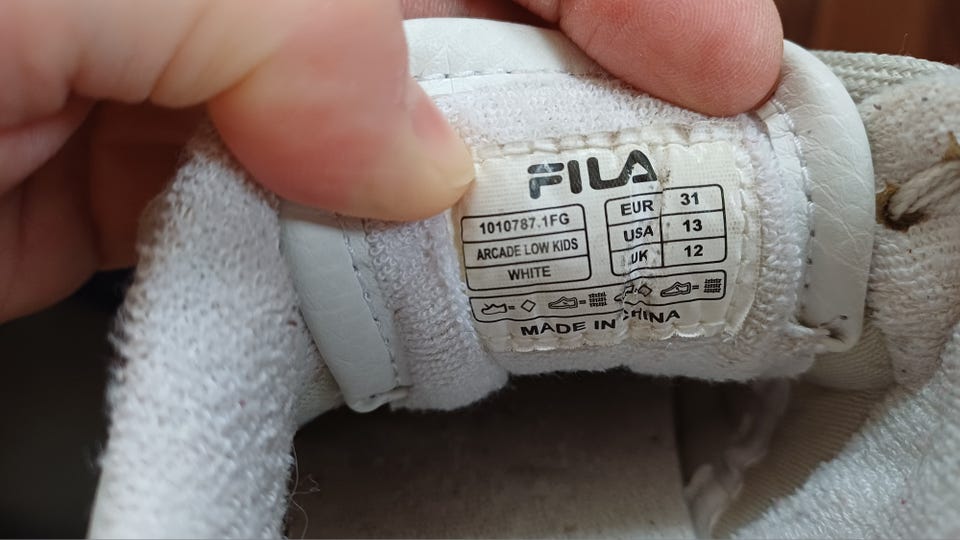 FILA
1010787.1FG
ARCADE LOW KIDS
WHITE
EUR 31
USA 13
UK 12
MADE IN CHINA